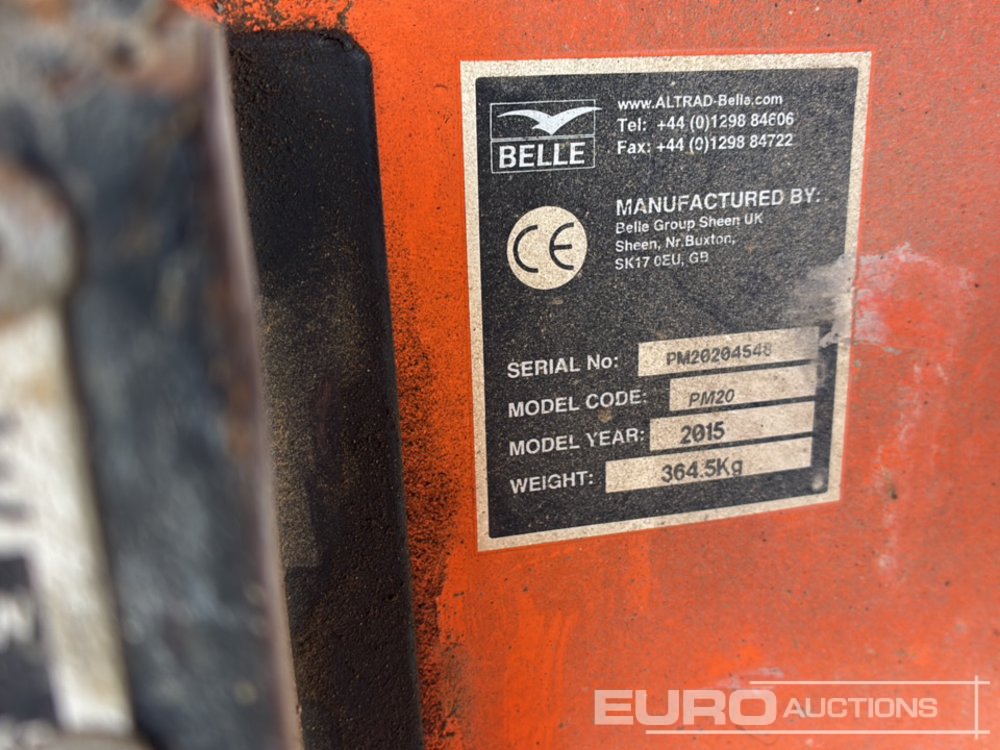 www.ALTRAD-Belle.com
Tel: +44 (0)1298 84606
Fax: +44 (0)1298 84722
BELLE
MANUFACTURED BY:
Belle Group Sheen UK
Sheen, Nr.Buxton,
SK17 0EU, GB
CE
SERIAL No: PM20204548
MODEL CODE: PM20
MODEL YEAR: 2015
WEIGHT: 364.5Kg
EURO AUCTIONS